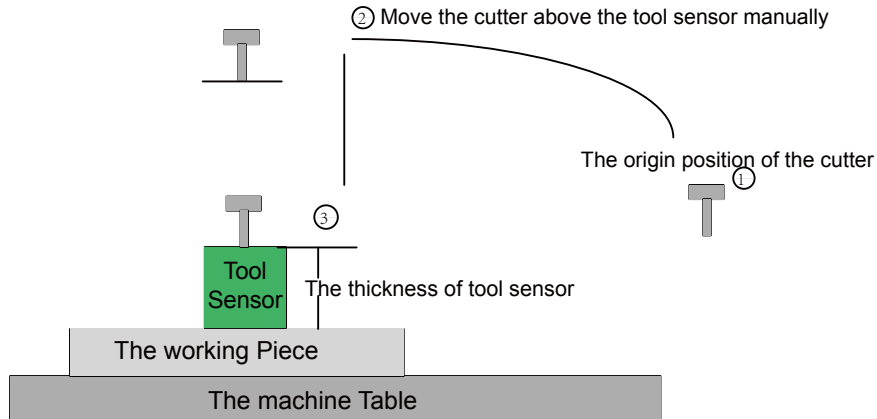 ② Move the cutter above the tool sensor manually
The origin position of the cutter
①
③
Tool
Sensor
The thickness of tool sensor
The working Piece
The machine Table